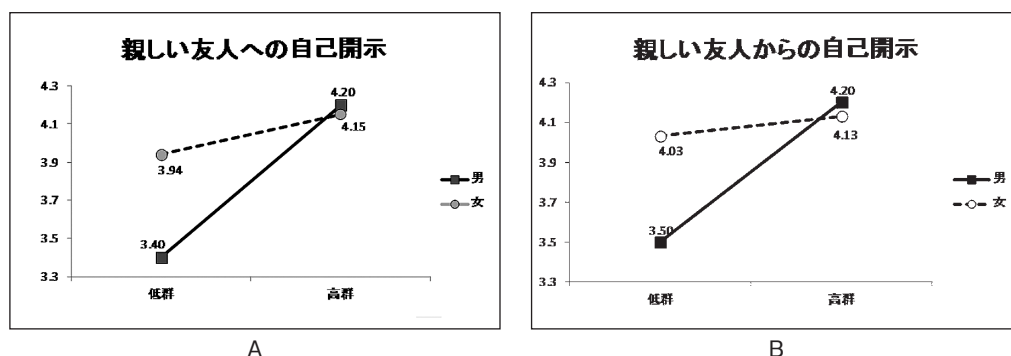 親しい友人への自己開示
4.3
4.1
3.9
3.7
3.5
3.3
4.20
4.15
3.94
3.40
男
女
低群
高群
A
親しい友人からの自己開示
4.3
4.1
3.9
3.7
3.5
3.3
4.20
4.13
4.03
3.50
男
女
低群
高群
B